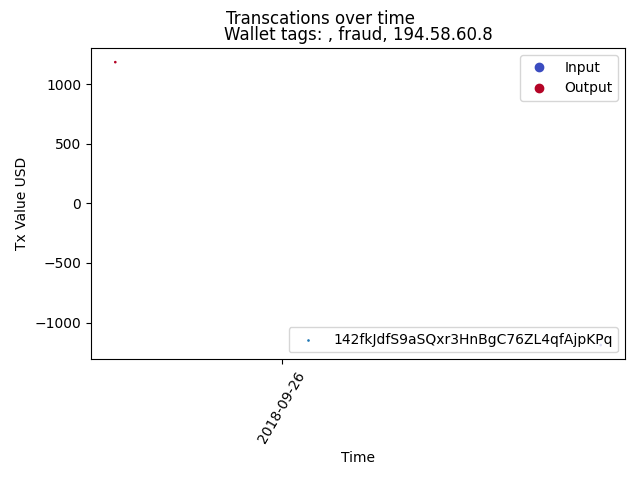 Transcations over time
Wallet tags: , fraud, 194.58.60.8
Input
Output
1000
500
0
−500
−1000
Tx Value USD
142fkJdfS9aSQxr3HnBgC76ZL4qfAjpKPq
2018-09-26
Time